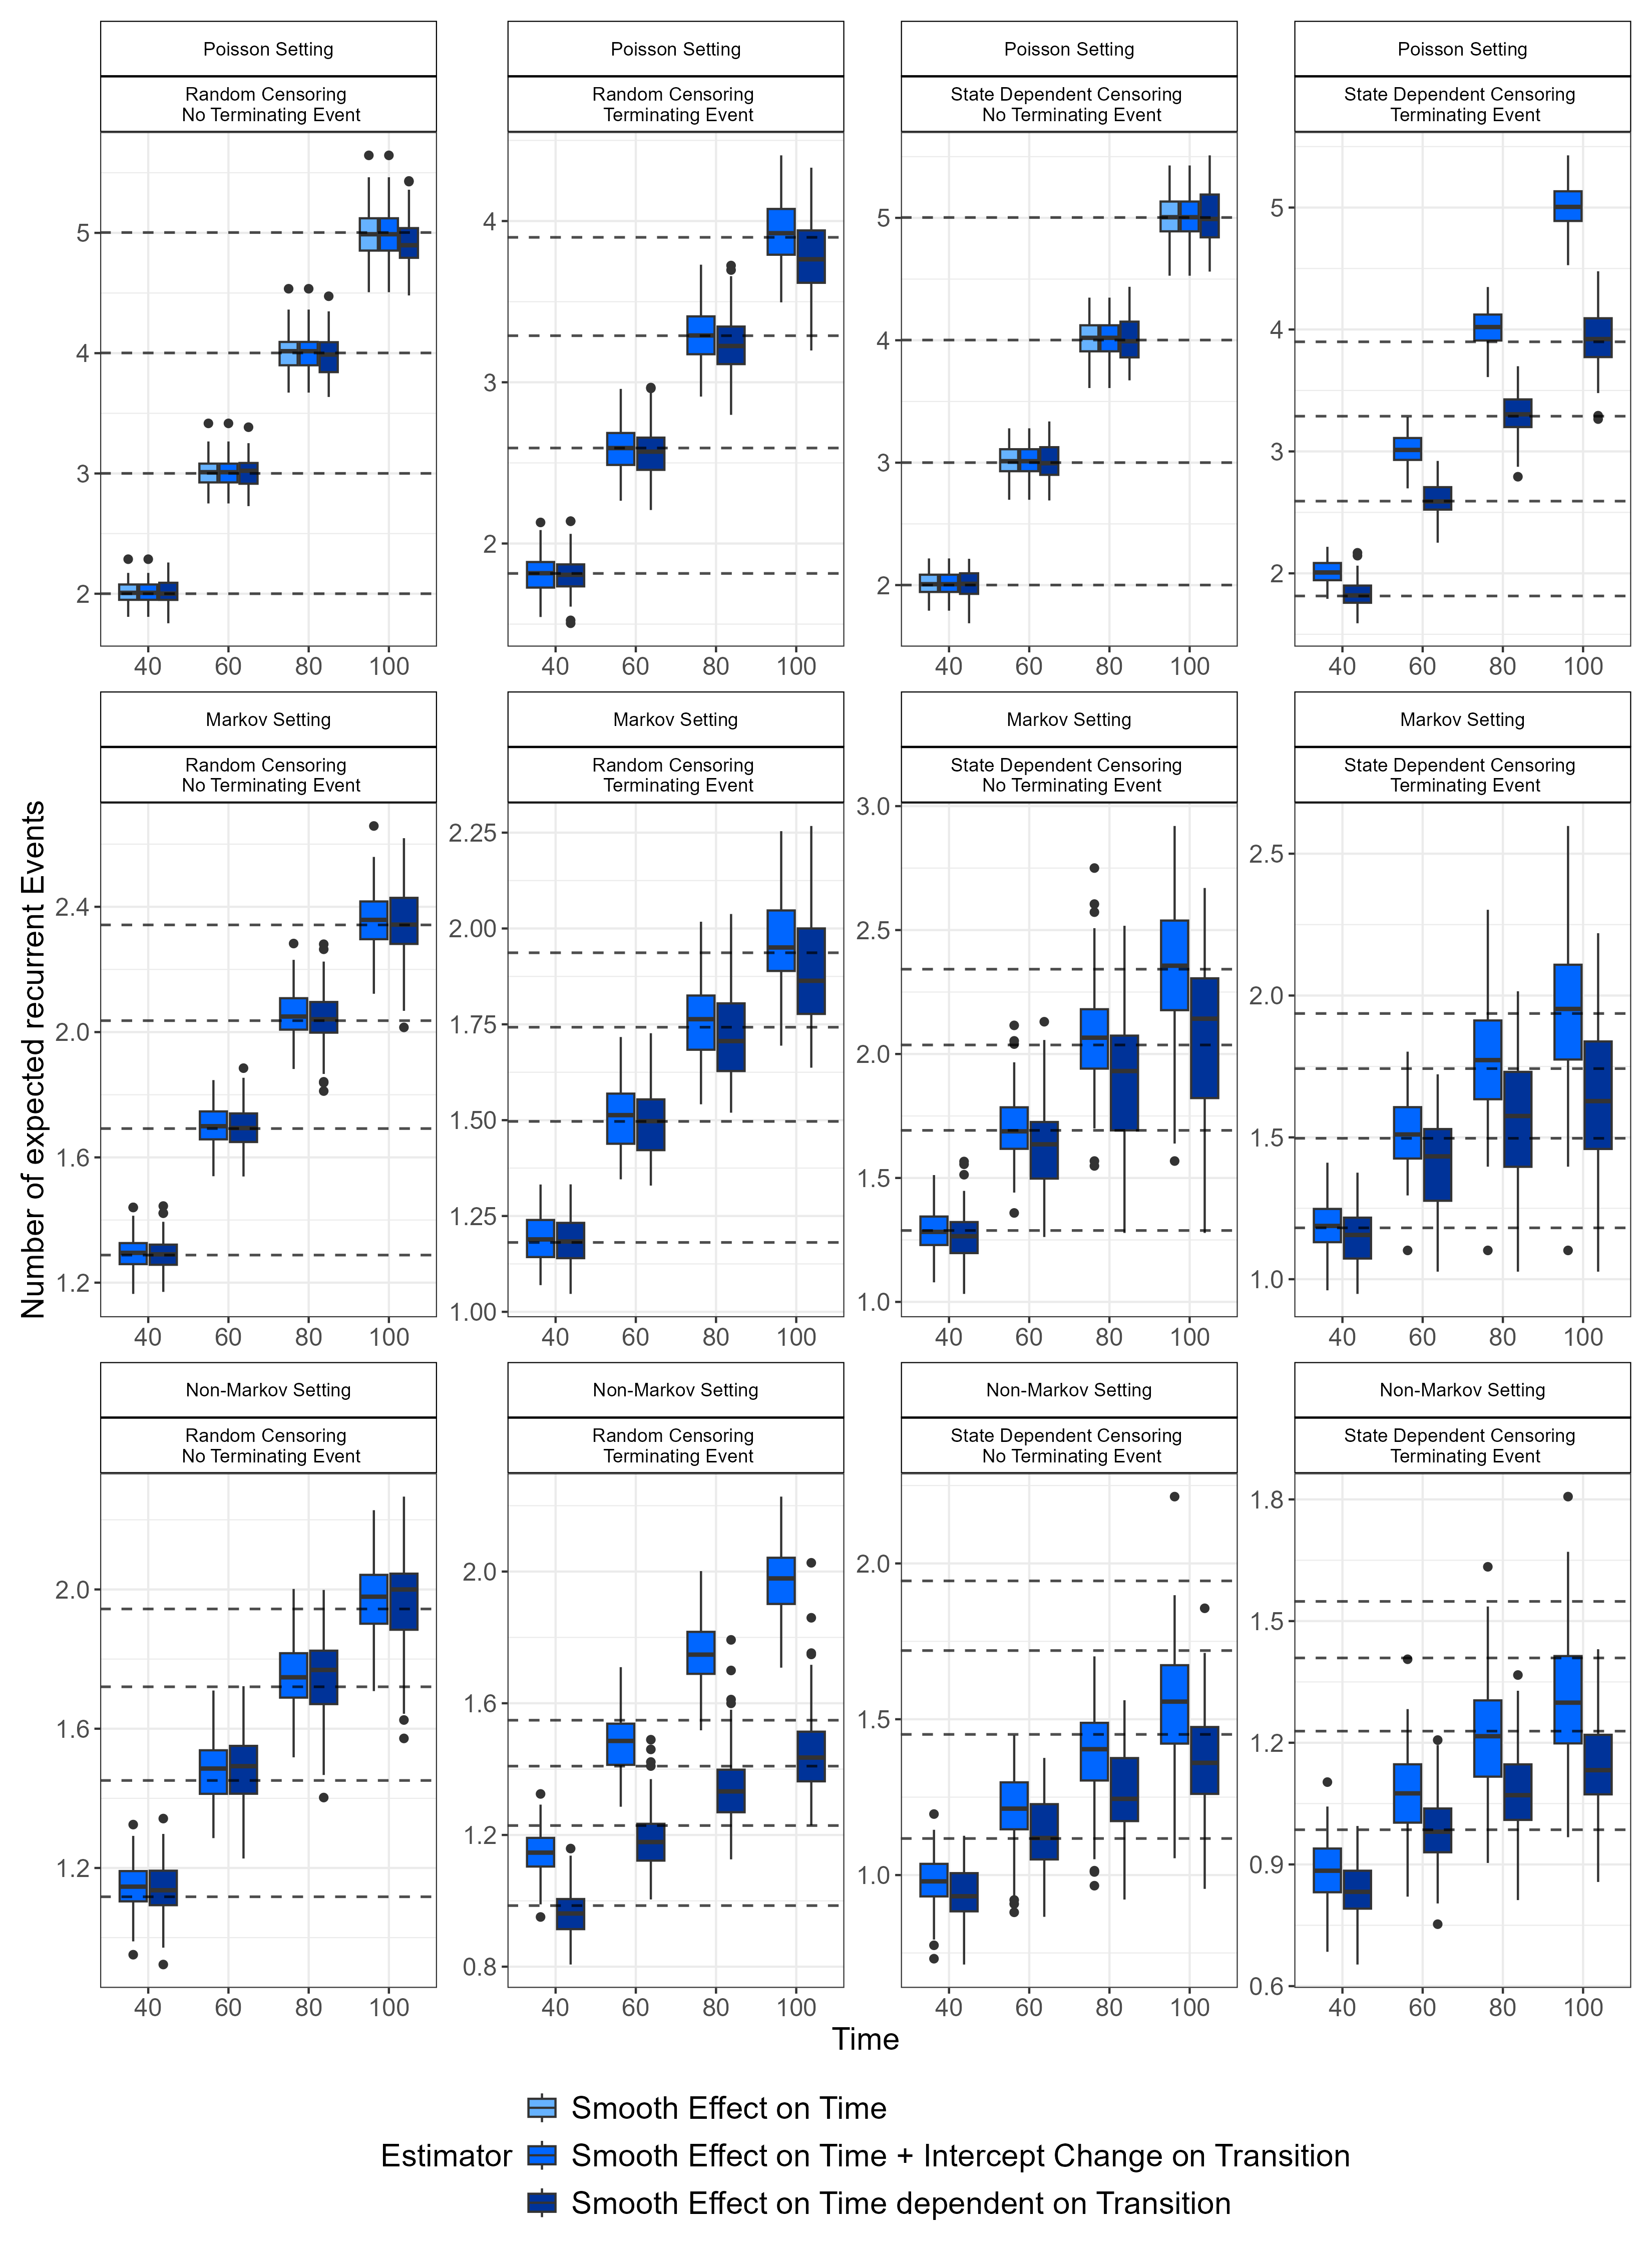 Poisson Setting
Random Censoring
No Terminating Event
Poisson Setting
Random Censoring
Terminating Event
Poisson Setting
State Dependent Censoring
No Terminating Event
Poisson Setting
State Dependent Censoring
Terminating Event
5
4
3
2
40 60 80 100
4
3
2
40 60 80 100
5
4
3
2
40 60 80 100
5
4
3
2
40 60 80 100
Number of expected recurrent Events
Markov Setting
Random Censoring
No Terminating Event
Markov Setting
Random Censoring
Terminating Event
Markov Setting
State Dependent Censoring
No Terminating Event
Markov Setting
State Dependent Censoring
Terminating Event
2.4
2.0
1.6
1.2
40 60 80 100
2.25
2.00
1.75
1.50
1.25
1.00
40 60 80 100
3.0
2.5
2.0
1.5
1.0
40 60 80 100
2.5
2.0
1.5
1.0
40 60 80 100
Non-Markov Setting
Random Censoring
No Terminating Event
Non-Markov Setting
Random Censoring
Terminating Event
Non-Markov Setting
State Dependent Censoring
No Terminating Event
Non-Markov Setting
State Dependent Censoring
Terminating Event
2.0
1.6
1.2
40 60 80 100
2.0
1.6
1.2
0.8
40 60 80 100
2.0
1.5
1.0
40 60 80 100
1.8
1.5
1.2
0.9
0.6
40 60 80 100
Time
Estimator
Smooth Effect on Time
Smooth Effect on Time + Intercept Change on Transition
Smooth Effect on Time dependent on Transition